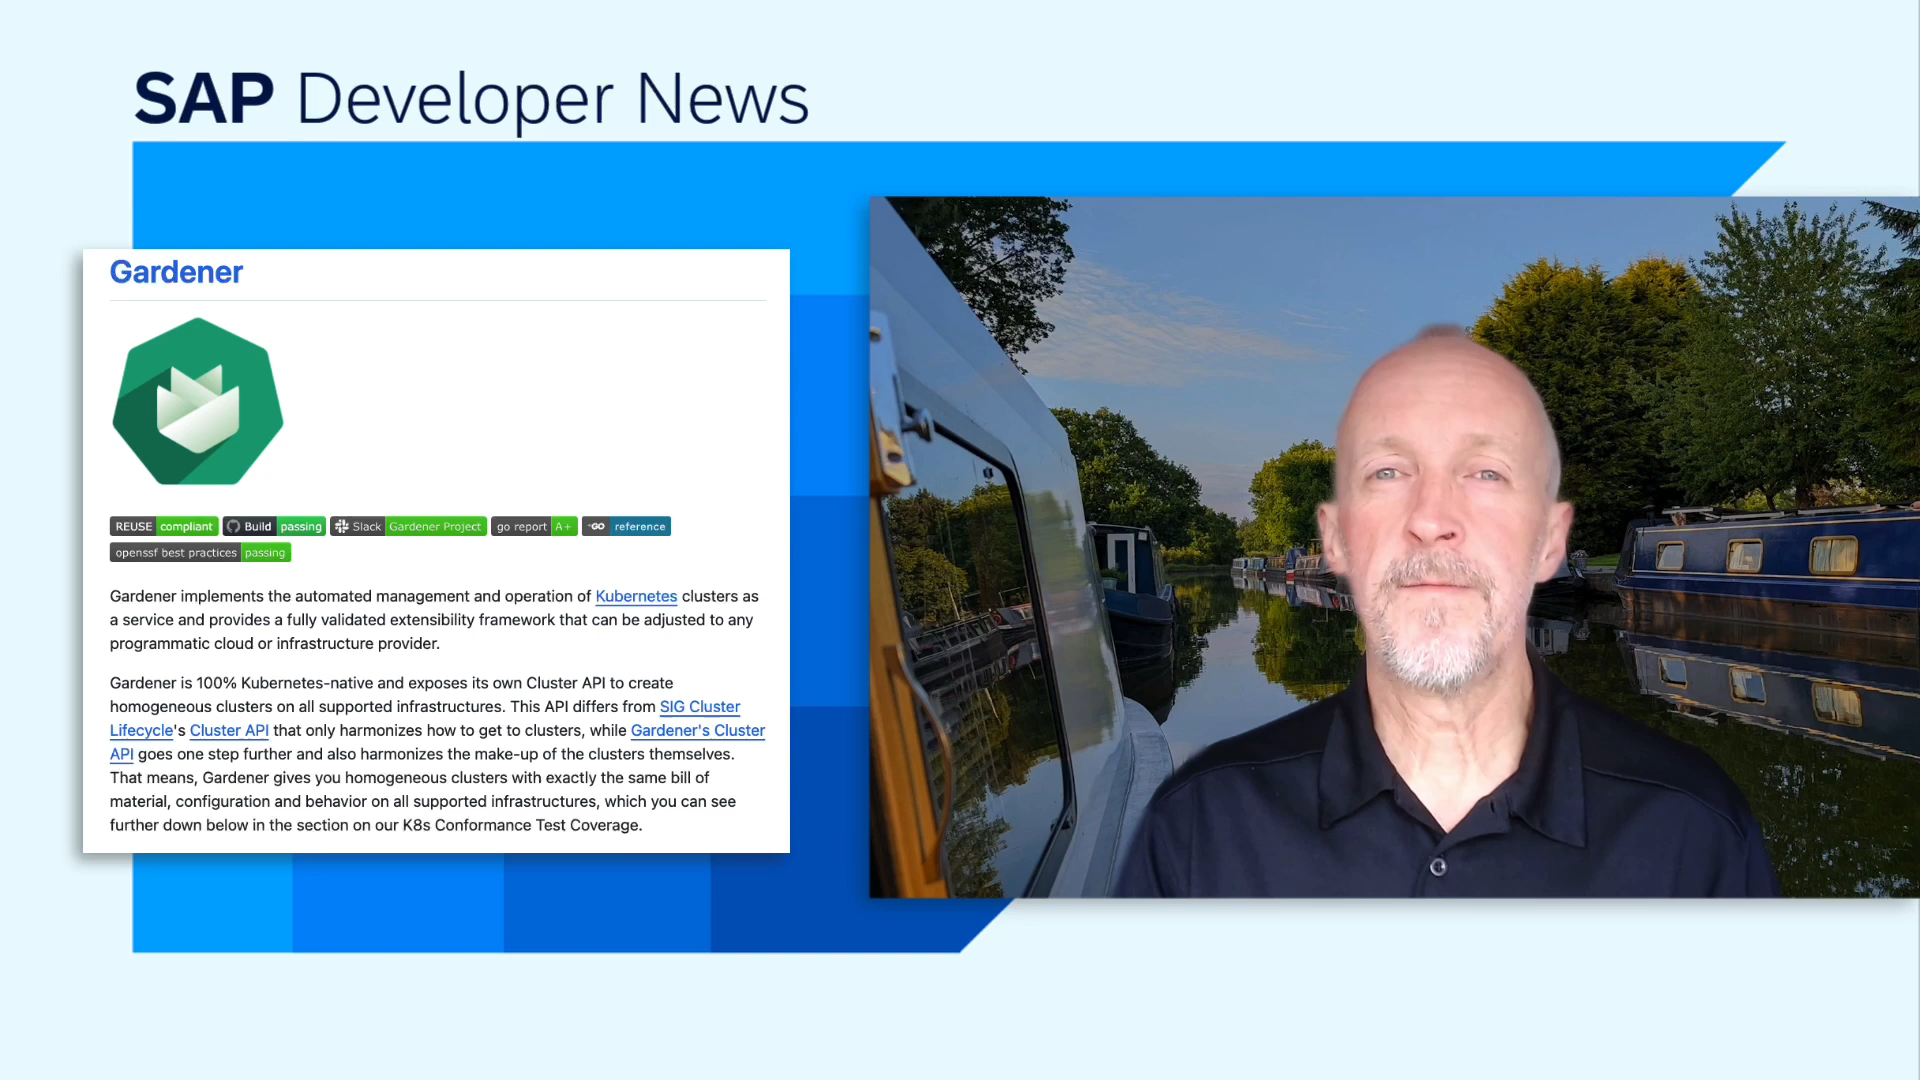 SAP Developer News
Gardener
REUSE compliant Build passing Slack Gardener Project go report A+ GO reference
openssf best practices passing
Gardener implements the automated management and operation of Kubernetes clusters as
a service and provides a fully validated extensibility framework that can be adjusted to any
programmatic cloud or infrastructure provider.
Gardener is 100% Kubernetes-native and exposes its own Cluster API to create
homogeneous clusters on all supported infrastructures. This API differs from SIG Cluster
Lifecycle's Cluster API that only harmonizes how to get to clusters, while Gardener's Cluster
API goes one step further and also harmonizes the make-up of the clusters themselves.
That means, Gardener gives you homogeneous clusters with exactly the same bill of
material, configuration and behavior on all supported infrastructures, which you can see
further down below in the section on our K8s Conformance Test Coverage.